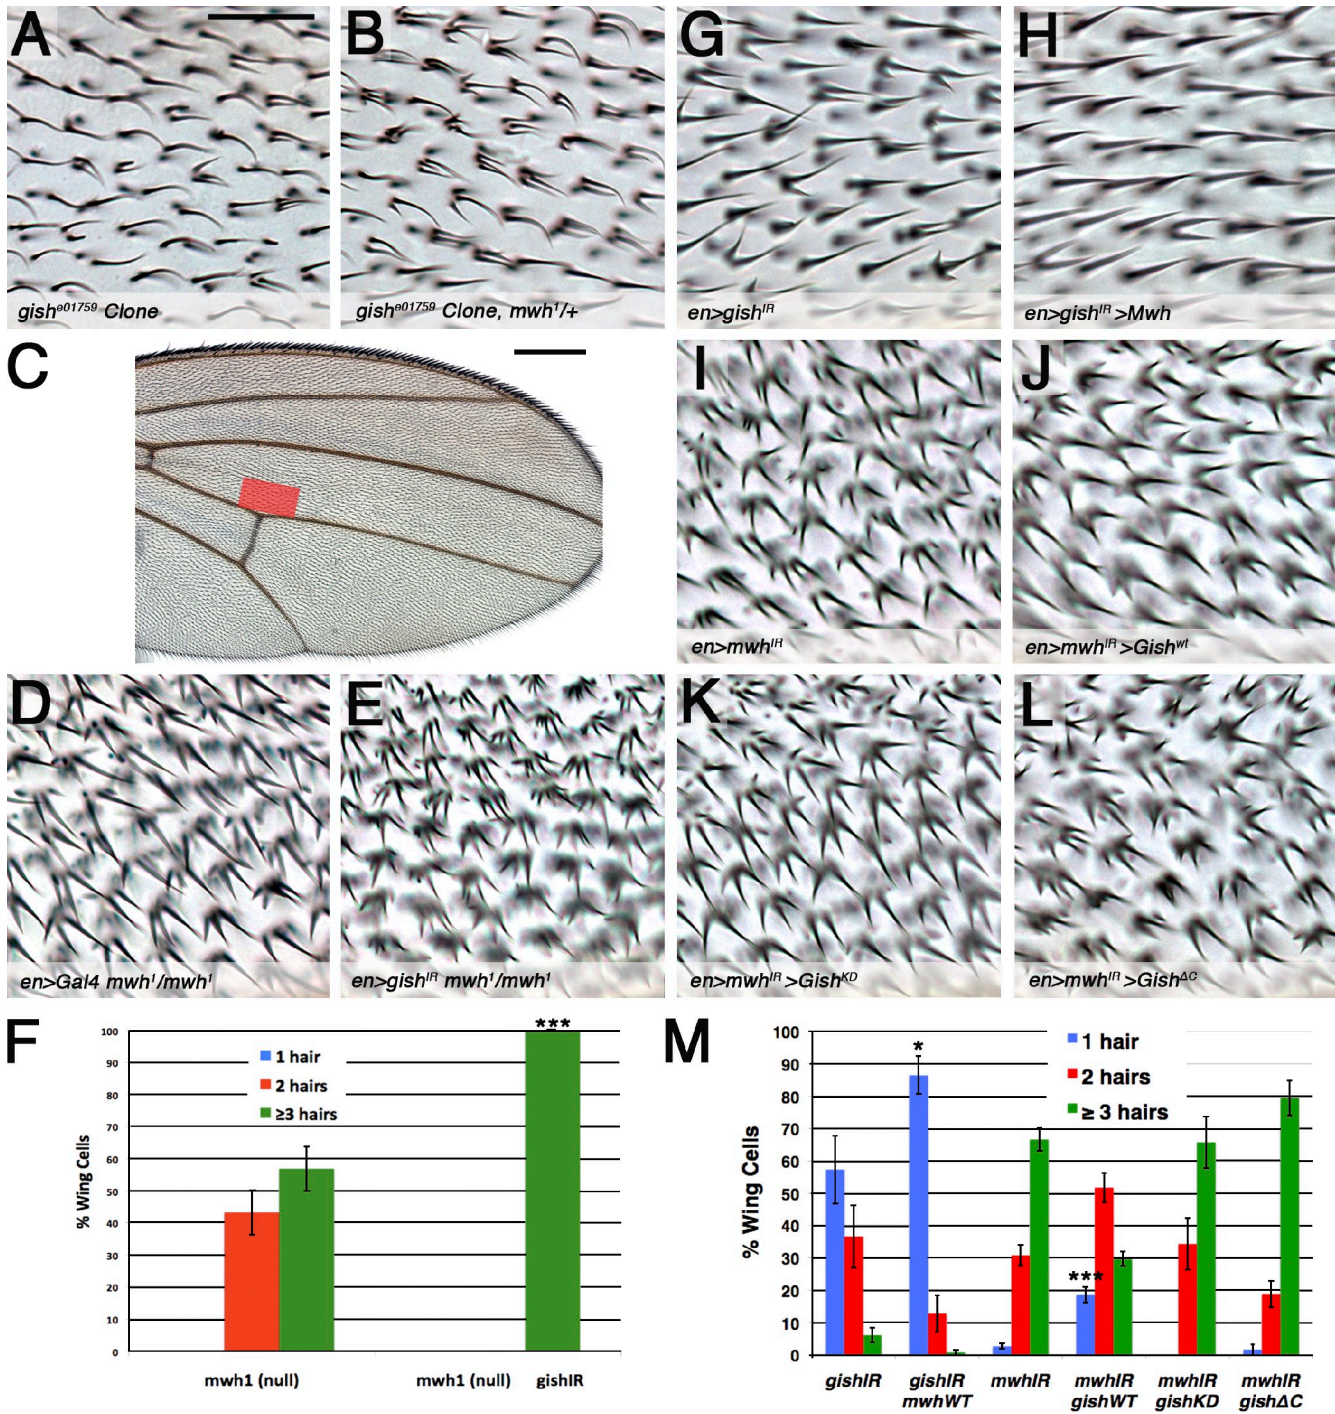 A
gish^e01759 Clone
B
gish^e01759 Clone, mwh^1/+
G
en>gish^IR
H
en>gish^IR >Mwh
C
I
en>mwh^IR
J
en>mwh^IR >Gish^wt
D
en>Gal4 mwh^1/mwh^1
E
en>gish^IR mwh^1/mwh^1
K
en>mwh^IR >Gish^KD
L
en>mwh^IR >Gish^ΔC
F
% Wing Cells
100
90
80
70
60
50
40
30
20
10
0
1 hair
2 hairs
≥3 hairs
***
mwh1 (null)
mwh1 (null) gishIR
M
% Wing Cells
100
90
80
70
60
50
40
30
20
10
0
1 hair
2 hairs
≥ 3 hairs
*
***
gishIR
gishIR
mwhWT
mwhIR
mwhIR
gishWT
mwhIR
gishKD
mwhIR
gishΔC